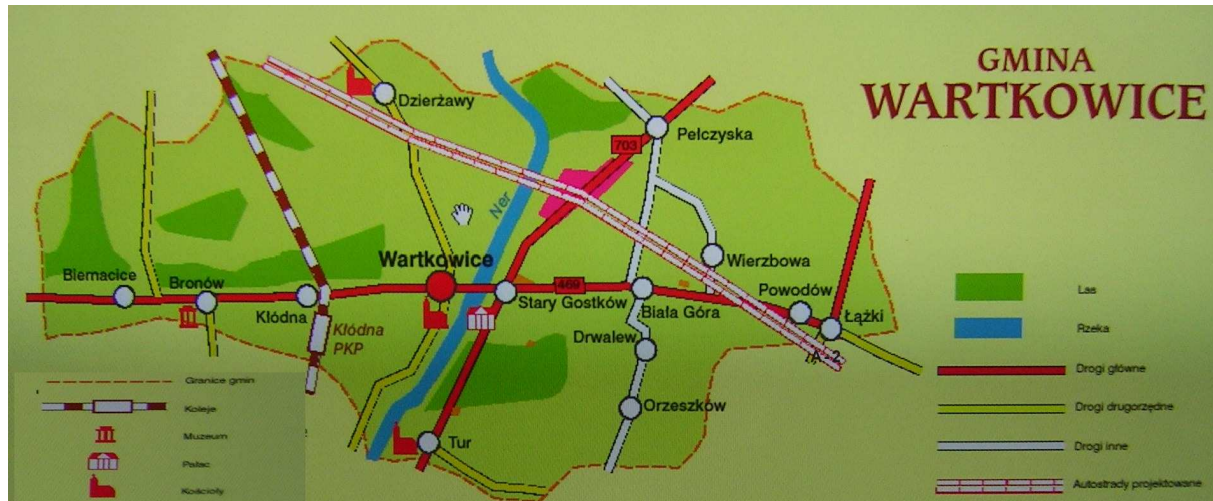 GMINA
WARTKOWICE
Dzierżawy
Pełczyska
703
Ner
Wartkowice
Wierzbowa
Biernacice
Bronów
469
Powodów
Kłódna
Stary Gostków
Biała Góra
Łążki
Kłódna
PKP
Drwalew
A-2
Orzeszków
Tur
Granice gmin
Koleje
Muzeum
Pałac
Kościoły
Las
Rzeka
Drogi główne
Drogi drugorzędne
Drogi inne
Autostrady projektowane